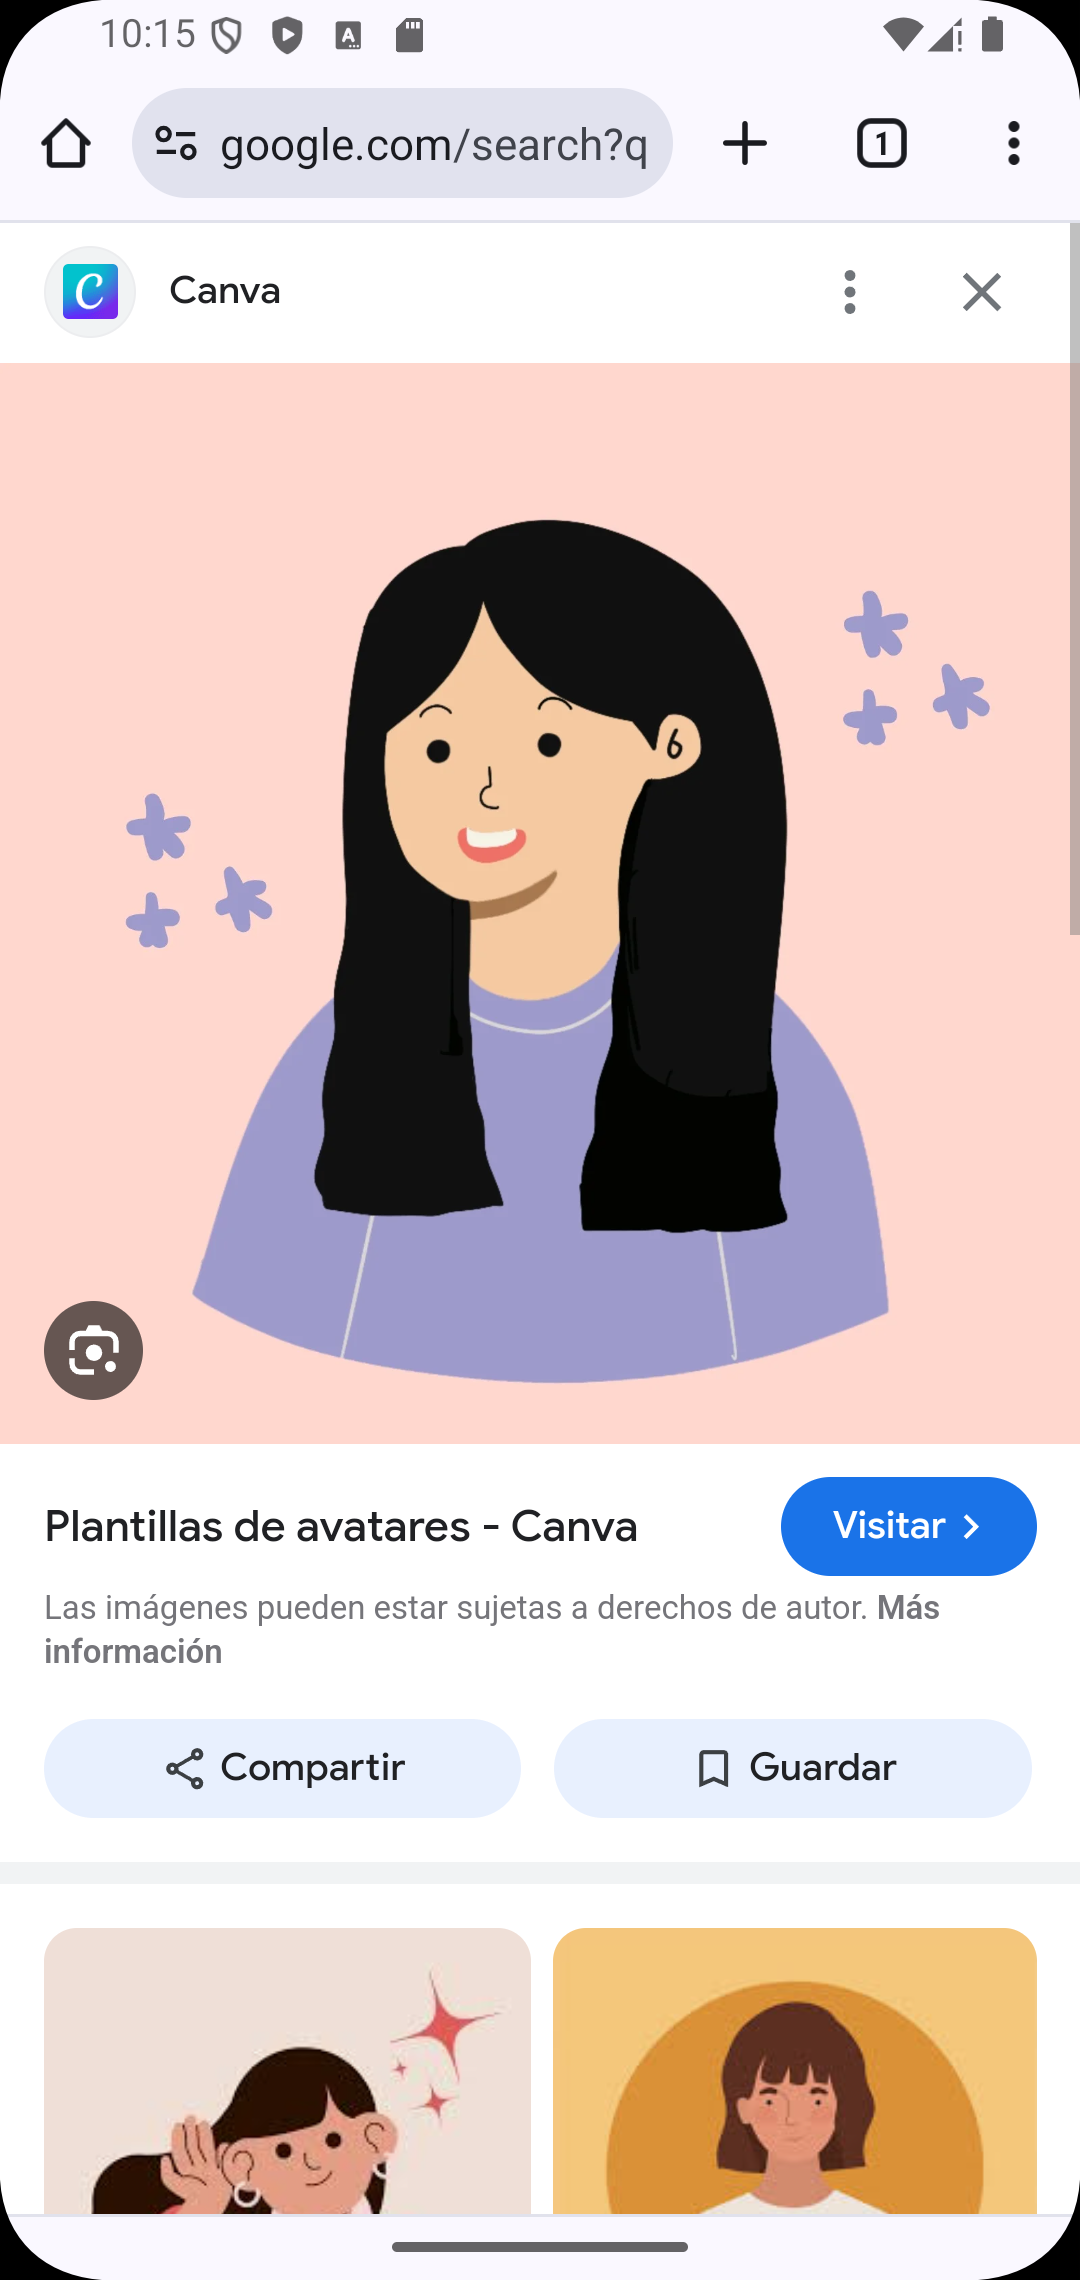 10:15
google.com/search?q
1
Canva
Plantillas de avatares - Canva
Visitar
Las imágenes pueden estar sujetas a derechos de autor. Más
información
Compartir
Guardar